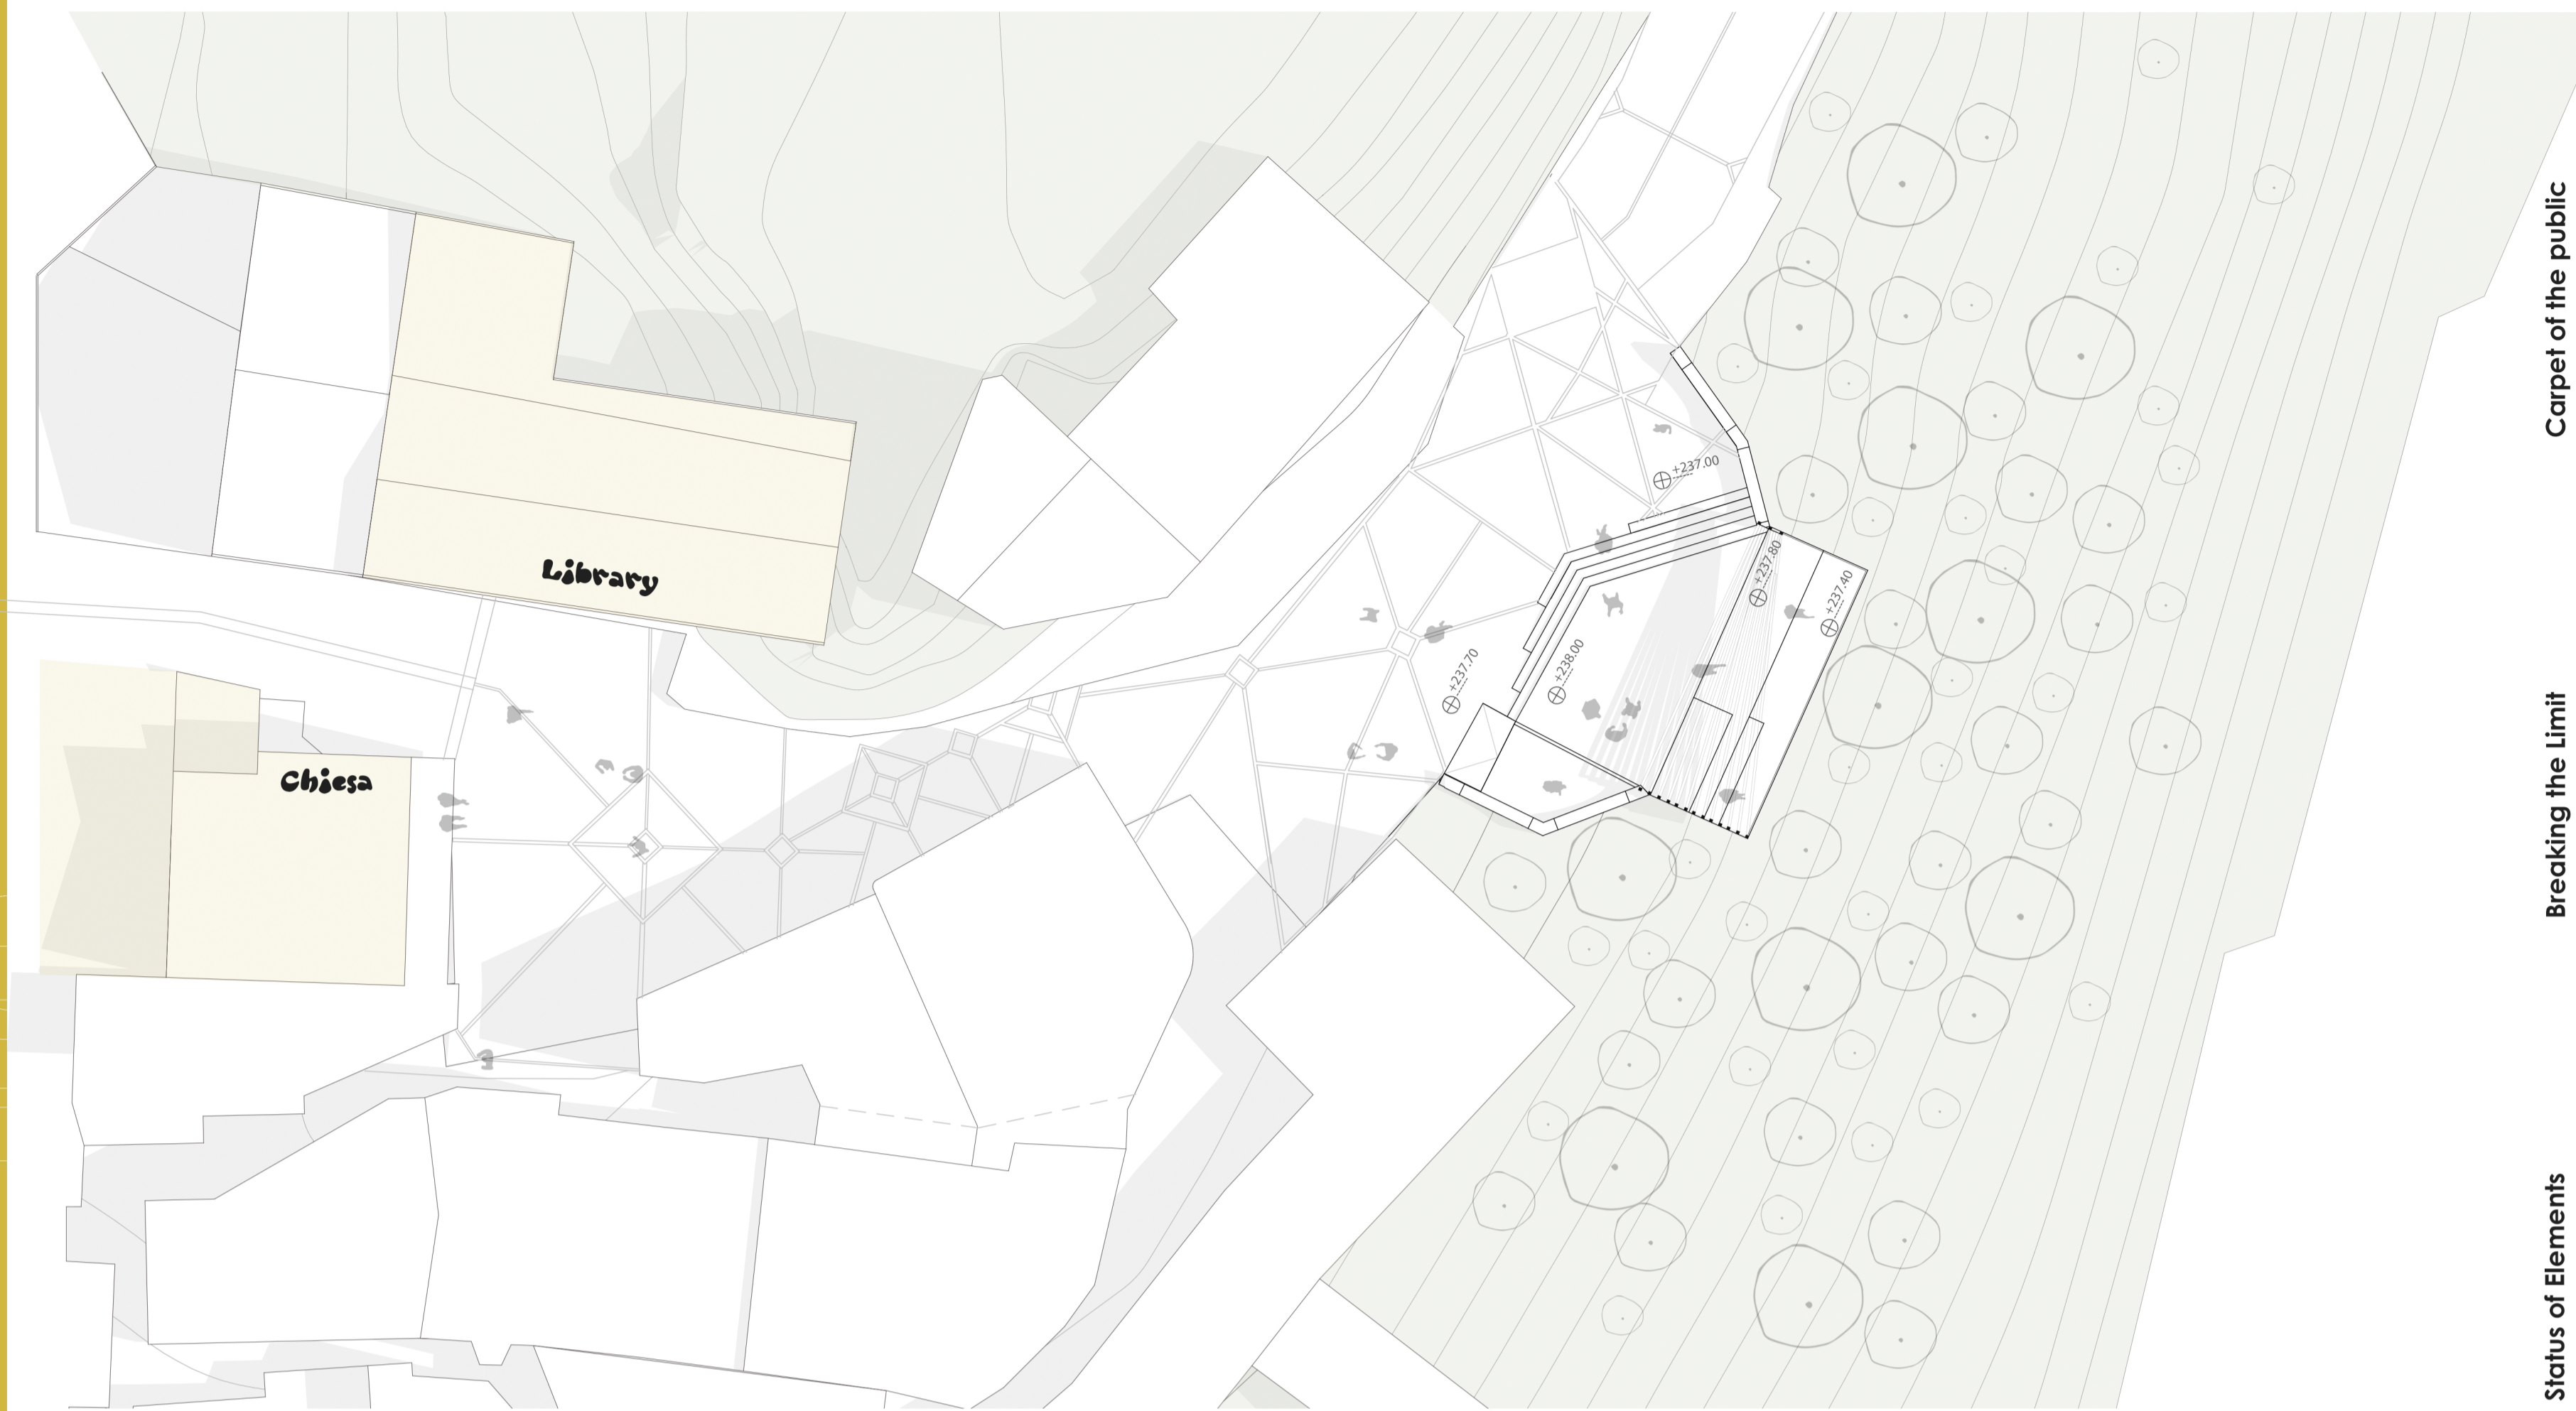 Library
Chiesa
+237.00
+237.80
+237.40
+237.70
+238.00
Carpet of the public
Breaking the Limit
Status of Elements